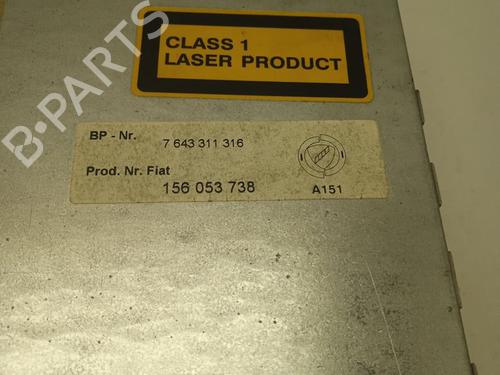 B-PARTS
CLASS 1
LASER PRODUCT
BP - Nr. 7 643 311 316
Prod. Nr. Fiat
156 053 738 A151